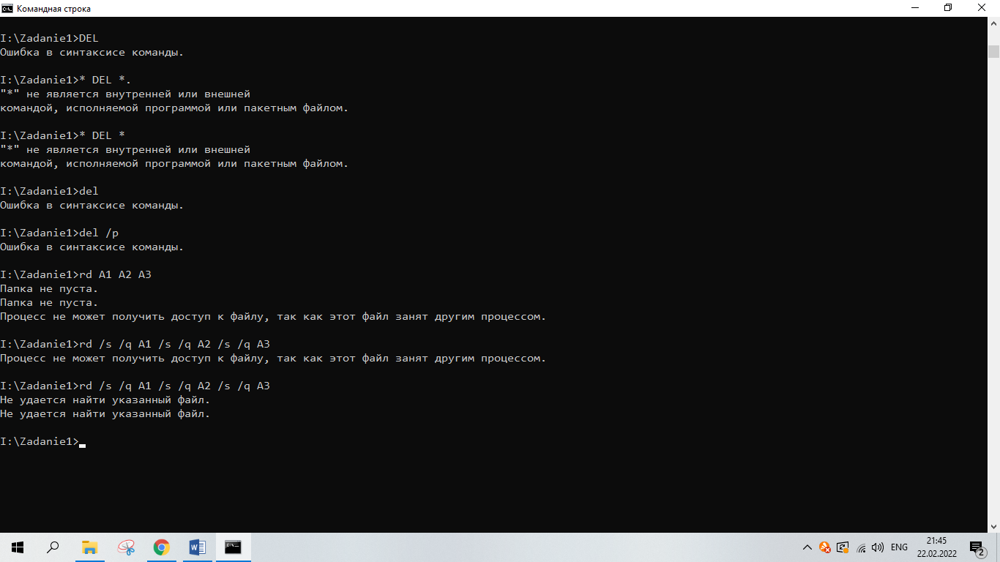 Командная строка
I:\Zadanie1>DEL
Ошибка в синтаксисе команды.
I:\Zadanie1>* DEL *.
"*" не является внутренней или внешней
командой, исполняемой программой или пакетным файлом.
I:\Zadanie1>* DEL *
"*" не является внутренней или внешней
командой, исполняемой программой или пакетным файлом.
I:\Zadanie1>del
Ошибка в синтаксисе команды.
I:\Zadanie1>del /p
Ошибка в синтаксисе команды.
I:\Zadanie1>rd A1 A2 A3
Папка не пуста.
Папка не пуста.
Процесс не может получить доступ к файлу, так как этот файл занят другим процессом.
I:\Zadanie1>rd /s /q A1 /s /q A2 /s /q A3
Процесс не может получить доступ к файлу, так как этот файл занят другим процессом.
I:\Zadanie1>rd /s /q A1 /s /q A2 /s /q A3
Не удается найти указанный файл.
Не удается найти указанный файл.
I:\Zadanie1>
ENG
21:45
22.02.2022
2